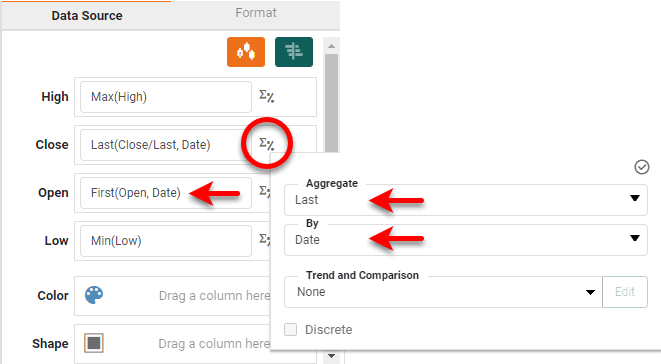 Data Source
Format
High
Max(High)
Σ%
Close
Last(Close/Last, Date)
Σ%
Open
First(Open, Date)
Σ
Low
Min(Low)
Σ
Aggregate
Last
By
Date
Trend and Comparison
None
Edit
Discrete
Color
Drag a column here
Shape
Drag a column here